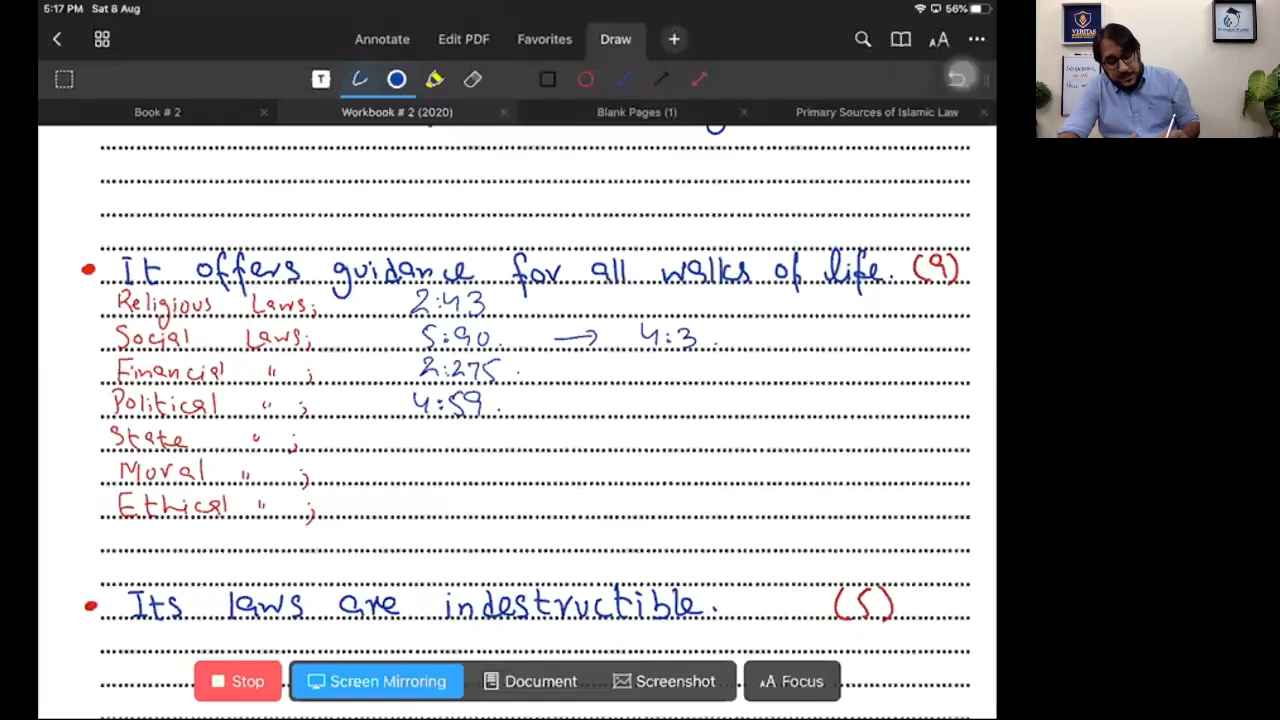 5:17 PM Sat 8 Aug 56%
Annotate Edit PDF Favorites Draw
T
Book # 2 Workbook # 2 (2020) Blank Pages (1) Primary Sources of Islamic Law
VERITAS
WORKBOOK
• It offers guidance for all walks of life. (9)
Religious Laws; 2:43
Social Laws; 5:90. → 4:3.
Financial " ; 2:275.
Political " ; 4:59.
State " ;
Moral " ;
Ethical " ;
• Its laws are indestructible. (5)
Stop Screen Mirroring Document Screenshot AA Focus